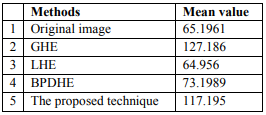 Methods Mean value
1 Original image 65.1961
2 GHE 127.186
3 LHE 64.956
4 BPDHE 73.1989
5 The proposed technique 117.195